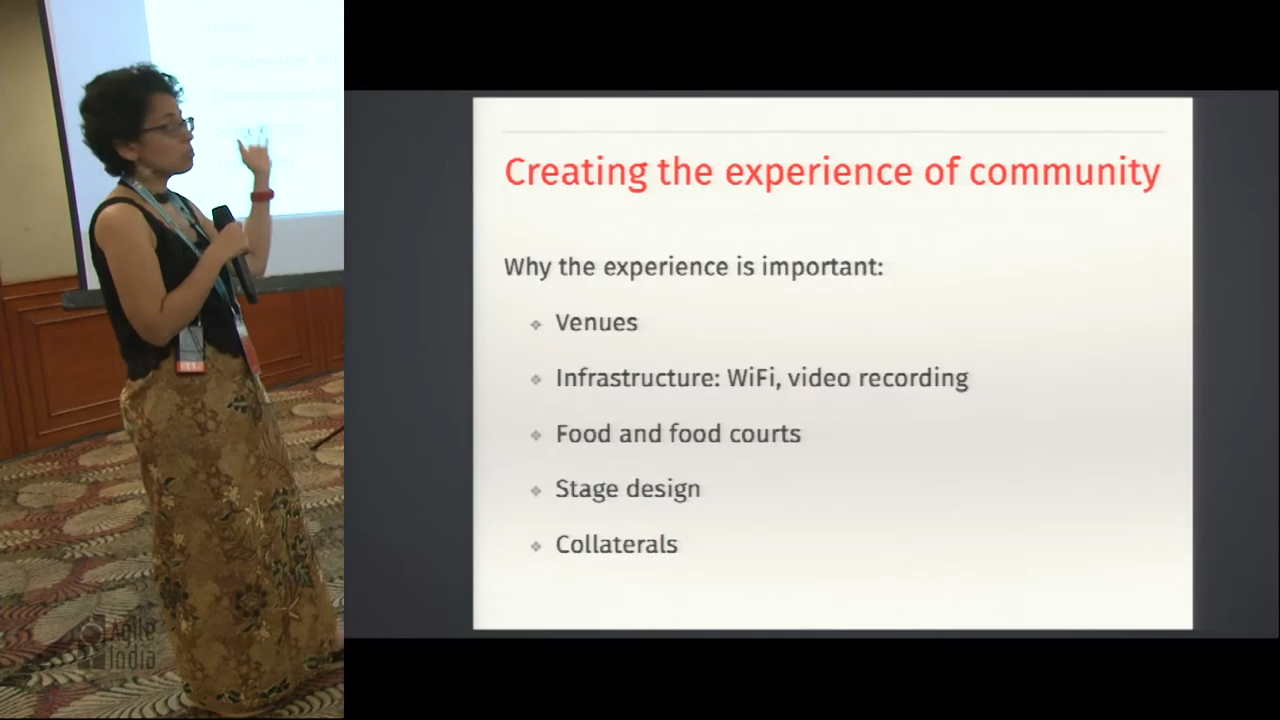 Creating the experience of community
Why the experience is important:
Venues
Infrastructure: WiFi, video recording
Food and food courts
Stage design
Collaterals
Agile
India